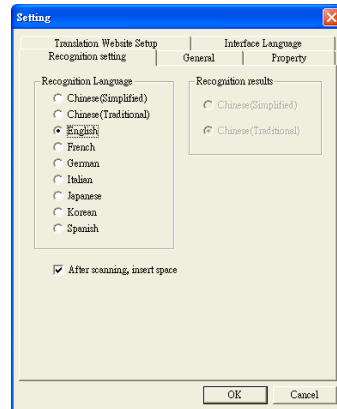 Setting
Translation Website Setup
Interface Language
Recognition setting
General
Property
Recognition Language
Chinese(Simplified)
Chinese(Traditional)
English
French
German
Italian
Japanese
Korean
Spanish
Recognition results
Chinese(Simplified)
Chinese(Traditional)
After scanning, insert space
OK
Cancel